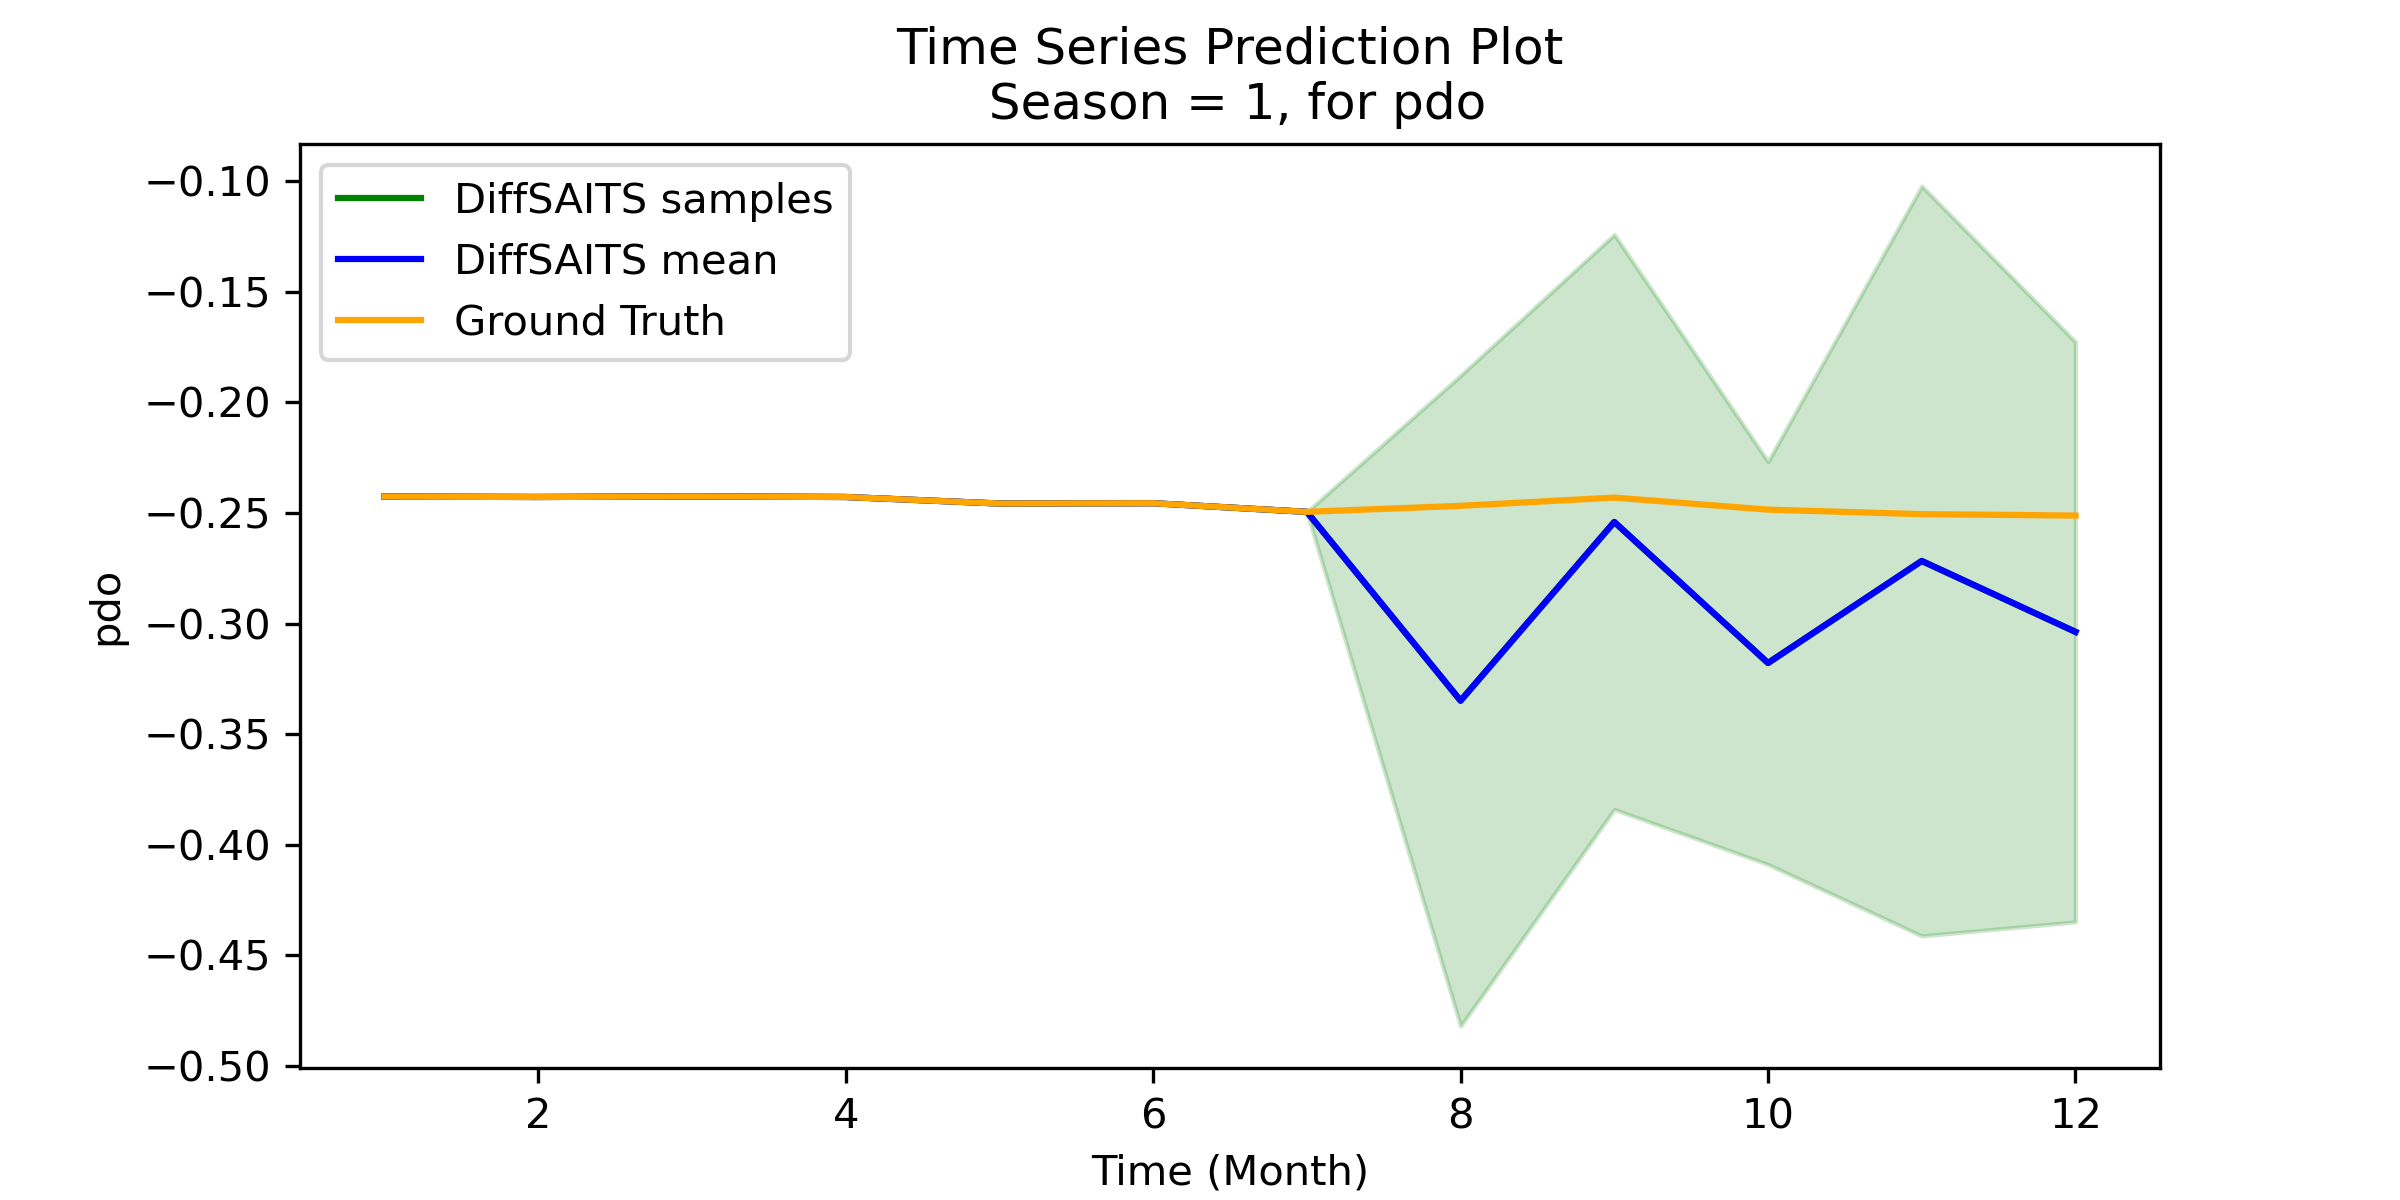 Time Series Prediction Plot
Season = 1, for pdo
DiffSAITS samples
DiffSAITS mean
Ground Truth
−0.10
−0.15
−0.20
−0.25
−0.30
−0.35
−0.40
−0.45
−0.50
pdo
2 4 6 8 10 12
Time (Month)